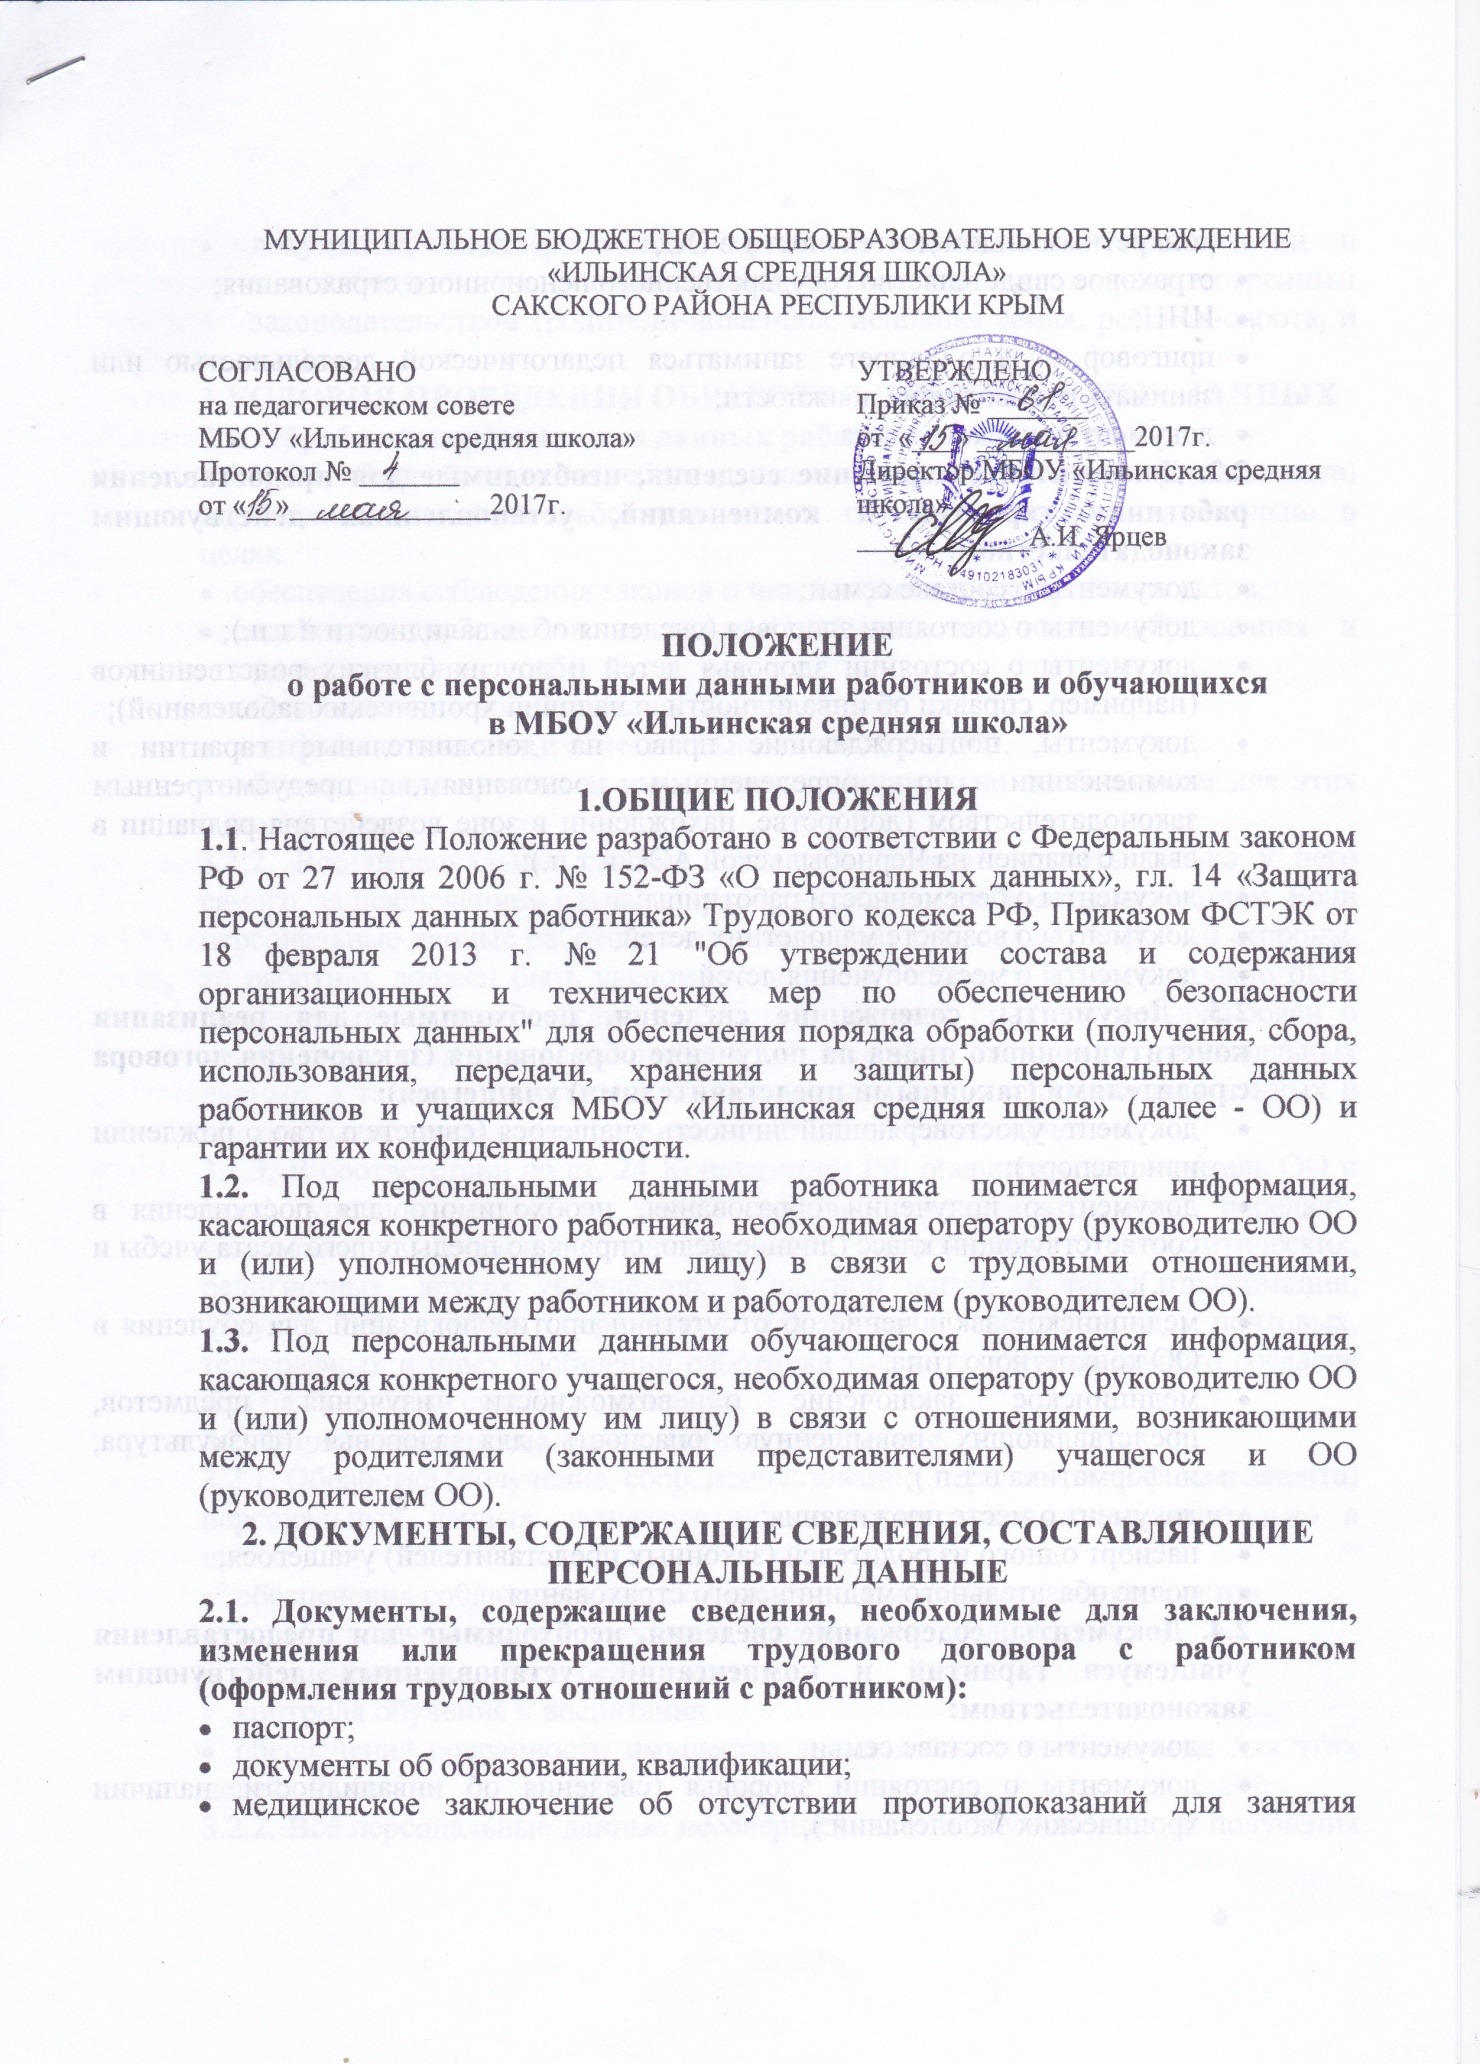 МУНИЦИПАЛЬНОЕ БЮДЖЕТНОЕ ОБЩЕОБРАЗОВАТЕЛЬНОЕ УЧРЕЖДЕНИЕ
«ИЛЬИНСКАЯ СРЕДНЯЯ ШКОЛА»
САКСКОГО РАЙОНА РЕСПУБЛИКИ КРЫМ
СОГЛАСОВАНО
на педагогическом совете
МБОУ «Ильинская средняя школа»
Протокол № 1
от «15» мая 2017г.
УТВЕРЖДЕНО
Приказ №
от «15» мая 2017г.
Директор МБОУ «Ильинская средняя
школа»
А.И. Ярцев
ПОЛОЖЕНИЕ
о работе с персональными данными работников и обучающихся
в МБОУ «Ильинская средняя школа»
1.ОБЩИЕ ПОЛОЖЕНИЯ
1.1. Настоящее Положение разработано в соответствии с Федеральным законом
РФ от 27 июля 2006 г. № 152-ФЗ «О персональных данных», гл. 14 «Защита
персональных данных работника» Трудового кодекса РФ, Приказом ФСТЭК от
18 февраля 2013 г. № 21 "Об утверждении состава и содержания
организационных и технических мер по обеспечению безопасности
персональных данных" для обеспечения порядка обработки (получения, сбора,
использования, передачи, хранения и защиты) персональных данных
работников и учащихся МБОУ «Ильинская средняя школа» (далее - ОО) и
гарантии их конфиденциальности.
1.2. Под персональными данными работника понимается информация,
касающаяся конкретного работника, необходимая оператору (руководителю ОО
и (или) уполномоченному им лицу) в связи с трудовыми отношениями,
возникающими между работником и работодателем (руководителем ОО).
1.3. Под персональными данными обучающегося понимается информация,
касающаяся конкретного учащегося, необходимая оператору (руководителю ОО
и (или) уполномоченному им лицу) в связи с отношениями, возникающими
между родителями (законными представителями) учащегося и ОО
(руководителем ОО).
2. ДОКУМЕНТЫ, СОДЕРЖАЩИЕ СВЕДЕНИЯ, СОСТАВЛЯЮЩИЕ
ПЕРСОНАЛЬНЫЕ ДАННЫЕ
2.1. Документы, содержащие сведения, необходимые для заключения,
изменения или прекращения трудового договора с работником
(оформления трудовых отношений с работником):
• паспорт;
• документы об образовании, квалификации;
• медицинское заключение об отсутствии противопоказаний для занятия